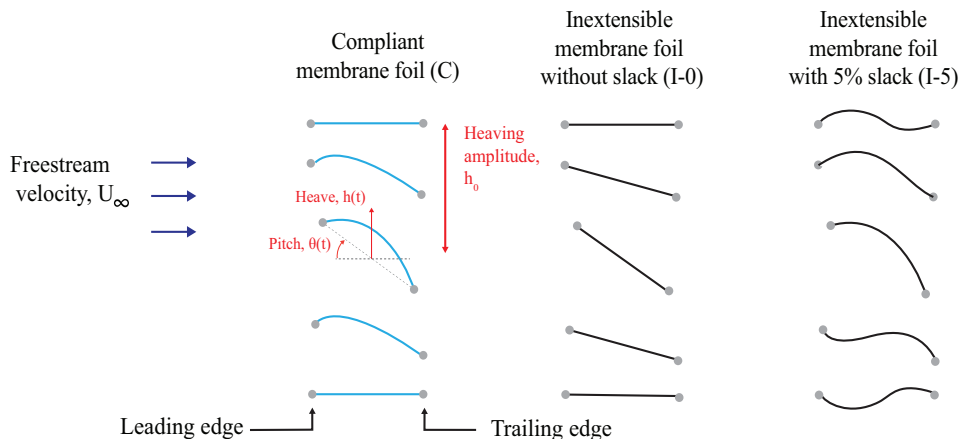 Compliant
membrane foil (C)
Inextensible
membrane foil
without slack (I-0)
Inextensible
membrane foil
with 5% slack (I-5)
Freestream
velocity, U∞
Heaving
amplitude,
h₀
Heave, h(t)
Pitch, θ(t)
Leading edge
Trailing edge